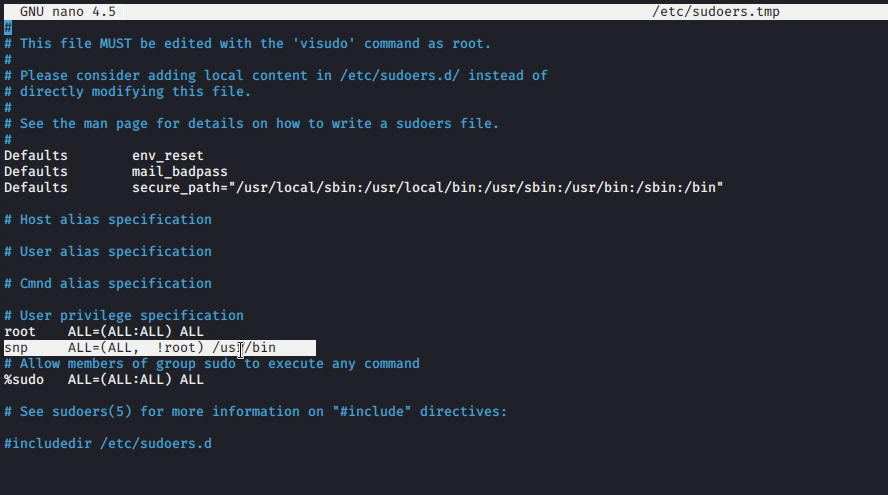 GNU nano 4.5 /etc/sudoers.tmp
#
# This file MUST be edited with the 'visudo' command as root.
#
# Please consider adding local content in /etc/sudoers.d/ instead of
# directly modifying this file.
#
# See the man page for details on how to write a sudoers file.
#
Defaults env_reset
Defaults mail_badpass
Defaults secure_path="/usr/local/sbin:/usr/local/bin:/usr/sbin:/usr/bin:/sbin:/bin"
# Host alias specification
# User alias specification
# Cmnd alias specification
# User privilege specification
root ALL=(ALL:ALL) ALL
snp ALL=(ALL, !root) /usr/bin
# Allow members of group sudo to execute any command
%sudo ALL=(ALL:ALL) ALL
# See sudoers(5) for more information on "#include" directives:
#includedir /etc/sudoers.d